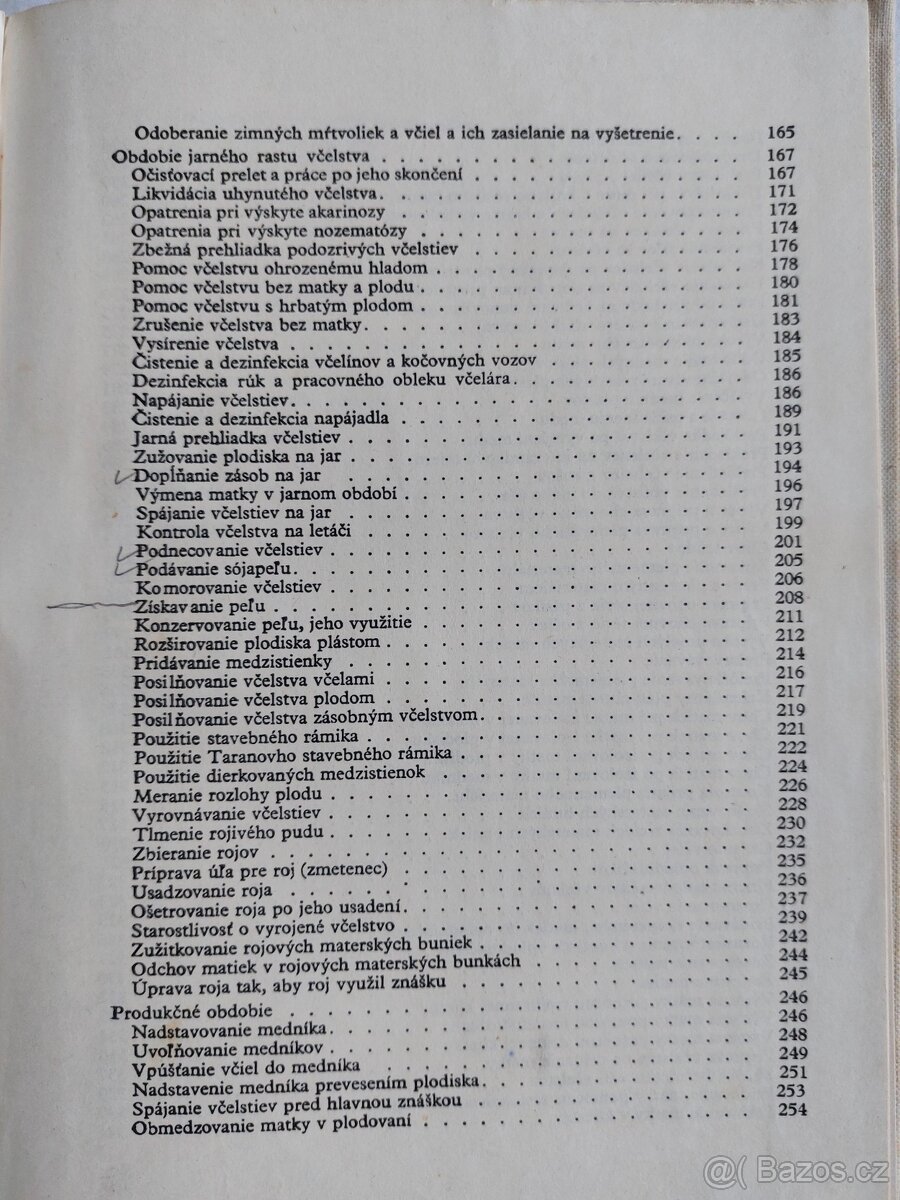 Odoberanie zimných mŕtvoliek a včiel a ich zasielanie na vyšetrenie. . . . 165
Obdobie jarného rastu včelstva . . . . . . . . . . . . . . . . . . . 167
Očisťovací prelet a práce po jeho skončení . . . . . . . . . . . . . . 167
Likvidácia uhynutého včelstva. . . . . . . . . . . . . . . . . . . 171
Opatrenia pri výskyte akarinozy . . . . . . . . . . . . . . . . . . 172
Opatrenia pri výskyte nozematózy . . . . . . . . . . . . . . . . . 174
Zbežná prehliadka podozrivých včelstiev . . . . . . . . . . . . . . 176
Pomoc včelstvu ohrozenému hladom . . . . . . . . . . . . . . . . 178
Pomoc včelstvu bez matky a plodu . . . . . . . . . . . . . . . . . 180
Pomoc včelstvu s hrbatým plodom . . . . . . . . . . . . . . . . . 181
Zrušenie včelstva bez matky. . . . . . . . . . . . . . . . . . . . 183
Vysírenie včelstva . . . . . . . . . . . . . . . . . . . . . . . . 184
Čistenie a dezinfekcia včelínov a kočovných vozov . . . . . . . . . . 185
Dezinfekcia rúk a pracovného obleku včelára. . . . . . . . . . . . . 186
Napájanie včelstiev. . . . . . . . . . . . . . . . . . . . . . . . 186
Čistenie a dezinfekcia napájadla . . . . . . . . . . . . . . . . . . 189
Jarná prehliadka včelstiev . . . . . . . . . . . . . . . . . . . . . 191
Zužovanie plodiska na jar . . . . . . . . . . . . . . . . . . . . . 193
Dopĺňanie zásob na jar . . . . . . . . . . . . . . . . . . . . . . 194
Výmena matky v jarnom období . . . . . . . . . . . . . . . . . . 196
Spájanie včelstiev na jar . . . . . . . . . . . . . . . . . . . . . 197
Kontrola včelstva na letáči . . . . . . . . . . . . . . . . . . . . 199
Podnecovanie včelstiev . . . . . . . . . . . . . . . . . . . . . . 201
Podávanie sójapeľu. . . . . . . . . . . . . . . . . . . . . . . . 205
Komorovanie včelstiev . . . . . . . . . . . . . . . . . . . . . . 206
Získavanie peľu . . . . . . . . . . . . . . . . . . . . . . . . . 208
Konzervovanie peľu, jeho využitie . . . . . . . . . . . . . . . . . 211
Rozširovanie plodiska plástom . . . . . . . . . . . . . . . . . . . 212
Pridávanie medzistienky . . . . . . . . . . . . . . . . . . . . . 214
Posilňovanie včelstva včelami . . . . . . . . . . . . . . . . . . . 216
Posilňovanie včelstva plodom . . . . . . . . . . . . . . . . . . . 217
Posilňovanie včelstva zásobným včelstvom. . . . . . . . . . . . . . 219
Použitie stavebného rámika . . . . . . . . . . . . . . . . . . . . 221
Použitie Taranovho stavebného rámika . . . . . . . . . . . . . . . 222
Použitie dierkovaných medzistienok . . . . . . . . . . . . . . . . 224
Meranie rozlohy plodu . . . . . . . . . . . . . . . . . . . . . . 226
Vyrovnávanie včelstiev . . . . . . . . . . . . . . . . . . . . . . 228
Tlmenie rojivého pudu . . . . . . . . . . . . . . . . . . . . . . 230
Zbieranie rojov . . . . . . . . . . . . . . . . . . . . . . . . . 232
Príprava úľa pre roj (zmetenec) . . . . . . . . . . . . . . . . . . 235
Usadzovanie roja . . . . . . . . . . . . . . . . . . . . . . . . 236
Ošetrovanie roja po jeho usadení. . . . . . . . . . . . . . . . . . 237
Starostlivosť o vyrojené včelstvo . . . . . . . . . . . . . . . . . 239
Zužitkovanie rojových materských buniek . . . . . . . . . . . . . . 242
Odchov matiek v rojových materských bunkách . . . . . . . . . . . 244
Úprava roja tak, aby roj využil znášku . . . . . . . . . . . . . . . 245
Produkčné obdobie . . . . . . . . . . . . . . . . . . . . . . . . 246
Nadstavovanie medníka. . . . . . . . . . . . . . . . . . . . . . 246
Uvoľňovanie medníkov . . . . . . . . . . . . . . . . . . . . . . 248
Vpúšťanie včiel do medníka . . . . . . . . . . . . . . . . . . . . 249
Nadstavenie medníka prevesením plodiska. . . . . . . . . . . . . . 251
Spájanie včelstiev pred hlavnou znáškou . . . . . . . . . . . . . . 253
Obmedzovanie matky v plodovaní . . . . . . . . . . . . . . . . . 254
@ Bazos.cz